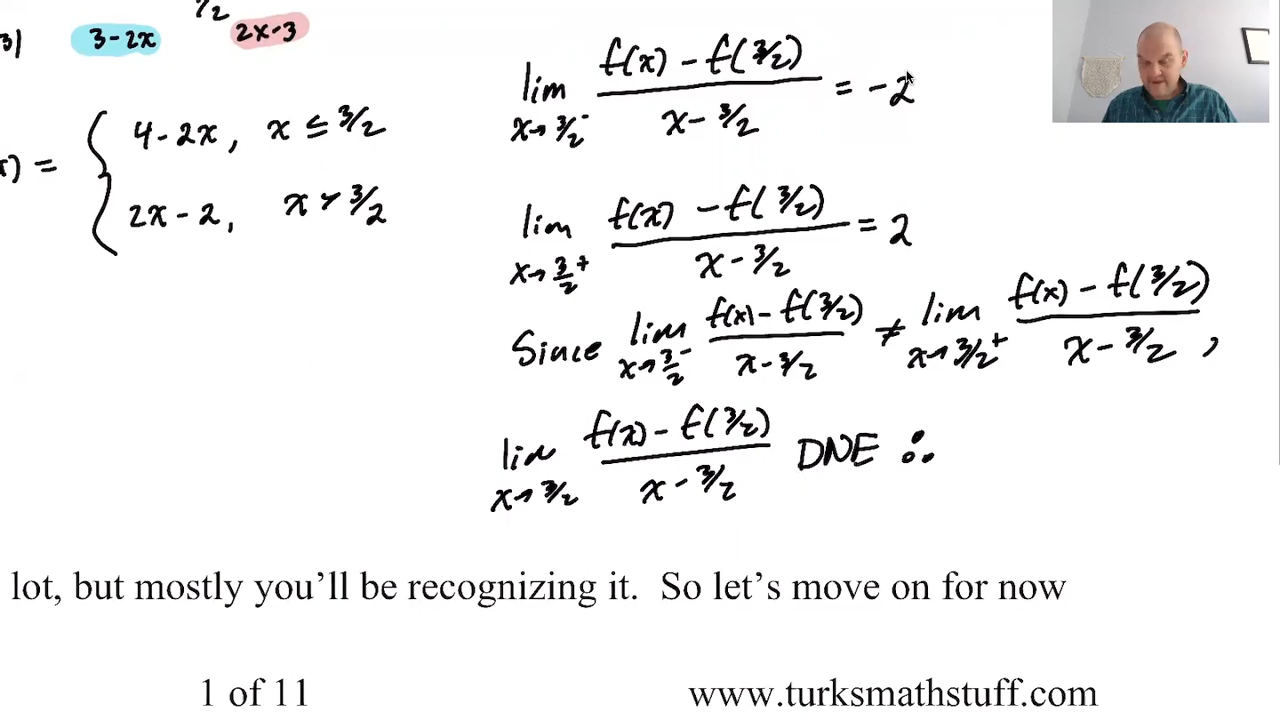 3/2
3|
3-2x
2x-3
x) = { 4-2x, x ≤ 3/2
2x-2, x > 3/2
lim x→3/2⁻ (f(x) - f(3/2))/(x - 3/2) = -2
lim x→3/2⁺ (f(x) - f(3/2))/(x - 3/2) = 2
Since lim x→3/2⁻ (f(x) - f(3/2))/(x - 3/2) ≠ lim x→3/2⁺ (f(x) - f(3/2))/(x - 3/2),
lim x→3/2 (f(x) - f(3/2))/(x - 3/2) DNE ∴
lot, but mostly you’ll be recognizing it. So let’s move on for now
1 of 11
www.turksmathstuff.com